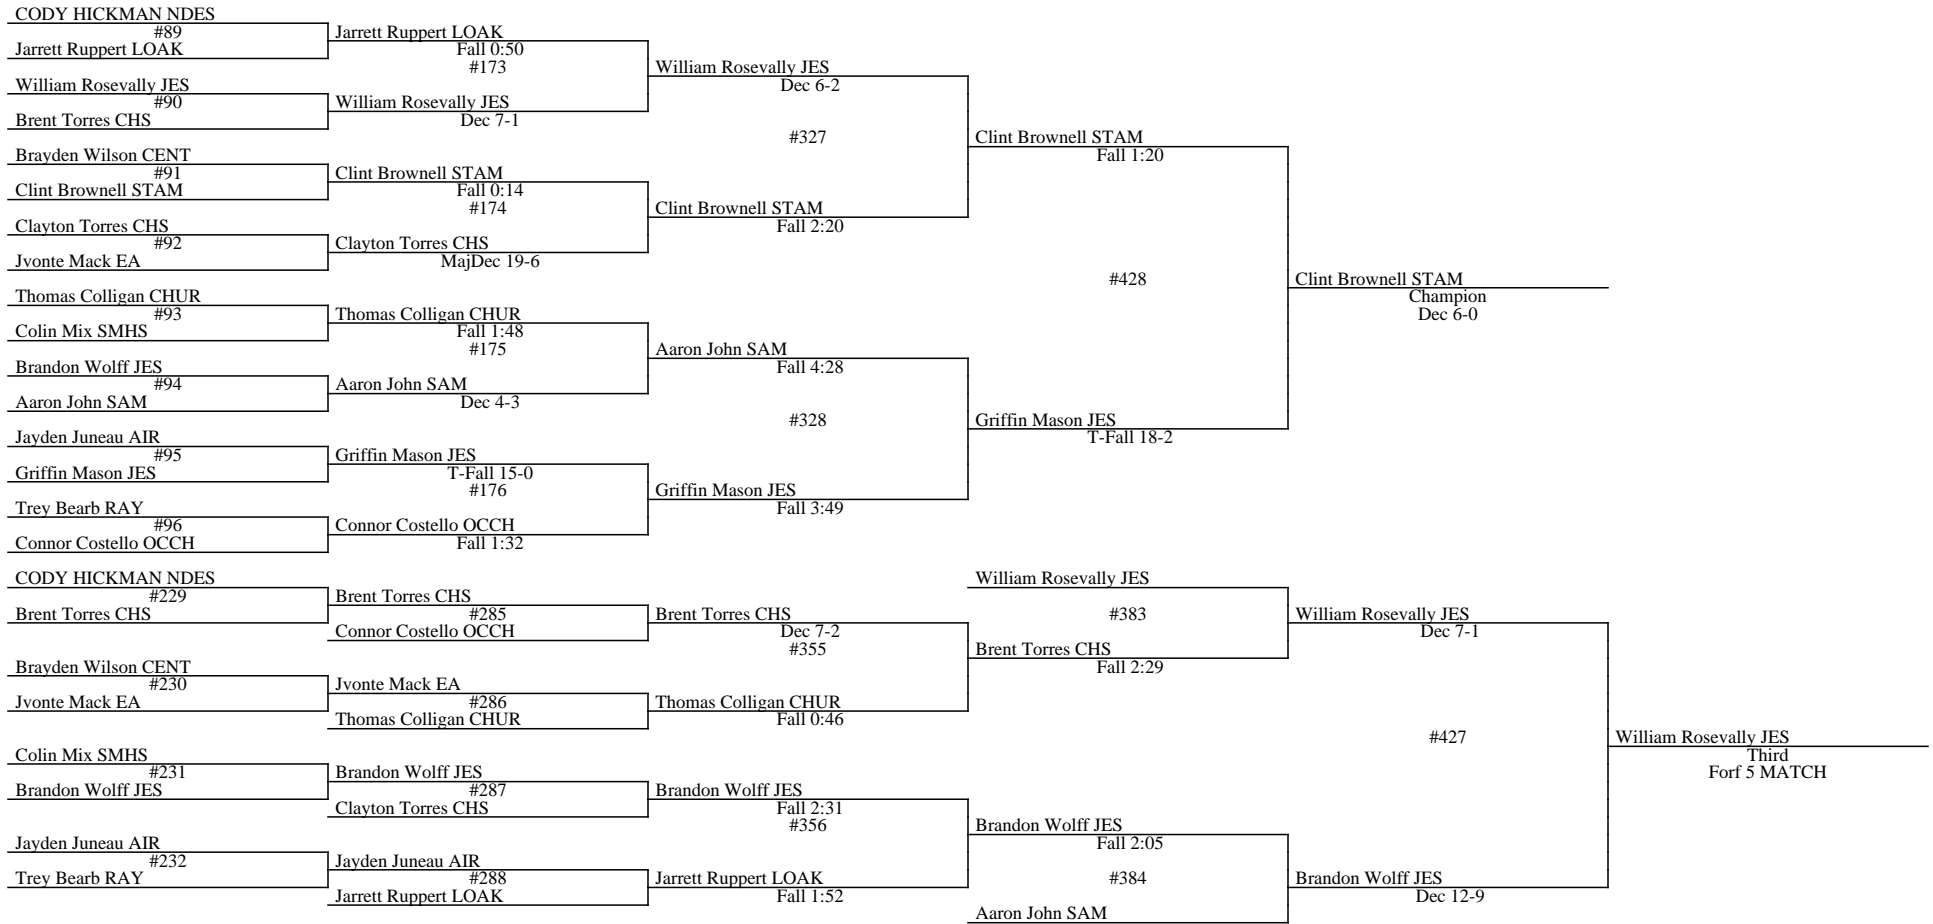 CODY HICKMAN NDES
#89
Jarrett Ruppert LOAK
William Rosevally JES
#90
Brent Torres CHS
Brayden Wilson CENT
#91
Clint Brownell STAM
Clayton Torres CHS
#92
Jvonte Mack EA
Thomas Colligan CHUR
#93
Colin Mix SMHS
Brandon Wolff JES
#94
Aaron John SAM
Jayden Juneau AIR
#95
Griffin Mason JES
Trey Bearb RAY
#96
Connor Costello OCCH
Jarrett Ruppert LOAK
Fall 0:50
#173
William Rosevally JES
Dec 7-1
Clint Brownell STAM
Fall 0:14
#174
Clayton Torres CHS
MajDec 19-6
Thomas Colligan CHUR
Fall 1:48
#175
Aaron John SAM
Dec 4-3
Griffin Mason JES
T-Fall 15-0
#176
Connor Costello OCCH
Fall 1:32
William Rosevally JES
Dec 6-2
#327
Clint Brownell STAM
Fall 2:20
Aaron John SAM
Fall 4:28
#328
Griffin Mason JES
Fall 3:49
Clint Brownell STAM
Fall 1:20
#428
Griffin Mason JES
T-Fall 18-2
Clint Brownell STAM
Champion
Dec 6-0
CODY HICKMAN NDES
#229
Brent Torres CHS
Brayden Wilson CENT
#230
Jvonte Mack EA
Colin Mix SMHS
#231
Brandon Wolff JES
Jayden Juneau AIR
#232
Trey Bearb RAY
Brent Torres CHS
#285
Connor Costello OCCH
Jvonte Mack EA
#286
Thomas Colligan CHUR
Brandon Wolff JES
#287
Clayton Torres CHS
Jayden Juneau AIR
#288
Jarrett Ruppert LOAK
Brent Torres CHS
Dec 7-2
#355
Thomas Colligan CHUR
Fall 0:46
Brandon Wolff JES
Fall 2:31
#356
Jarrett Ruppert LOAK
Fall 1:52
William Rosevally JES
#383
Brent Torres CHS
Fall 2:29
Brandon Wolff JES
Fall 2:05
#384
Aaron John SAM
William Rosevally JES
Dec 7-1
#427
Brandon Wolff JES
Dec 12-9
William Rosevally JES
Third
Forf 5 MATCH